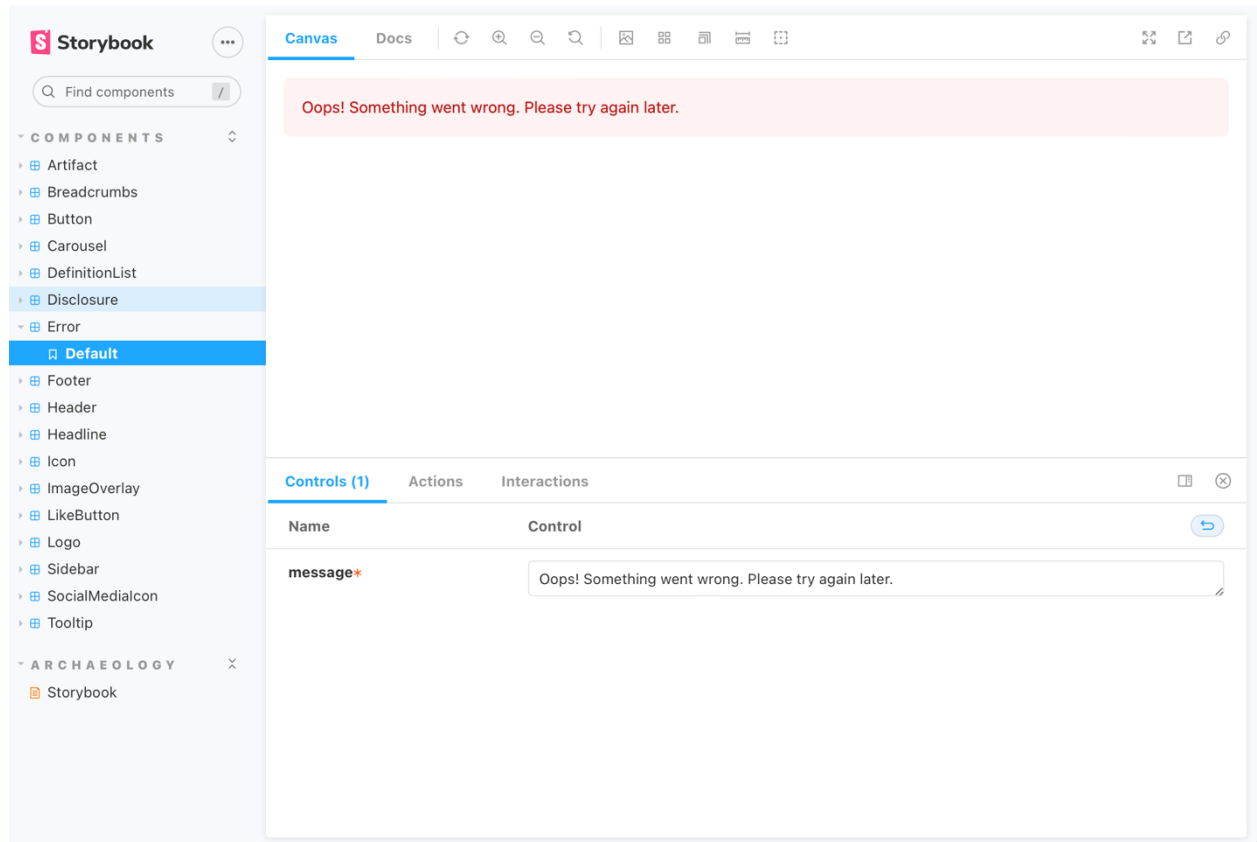 Storybook
Find components /
COMPONENTS
Artifact
Breadcrumbs
Button
Carousel
DefinitionList
Disclosure
Error
Default
Footer
Header
Headline
Icon
ImageOverlay
LikeButton
Logo
Sidebar
SocialMediaIcon
Tooltip
ARCHAEOLOGY
Storybook
Canvas Docs
Oops! Something went wrong. Please try again later.
Controls (1) Actions Interactions
Name Control
message* Oops! Something went wrong. Please try again later.